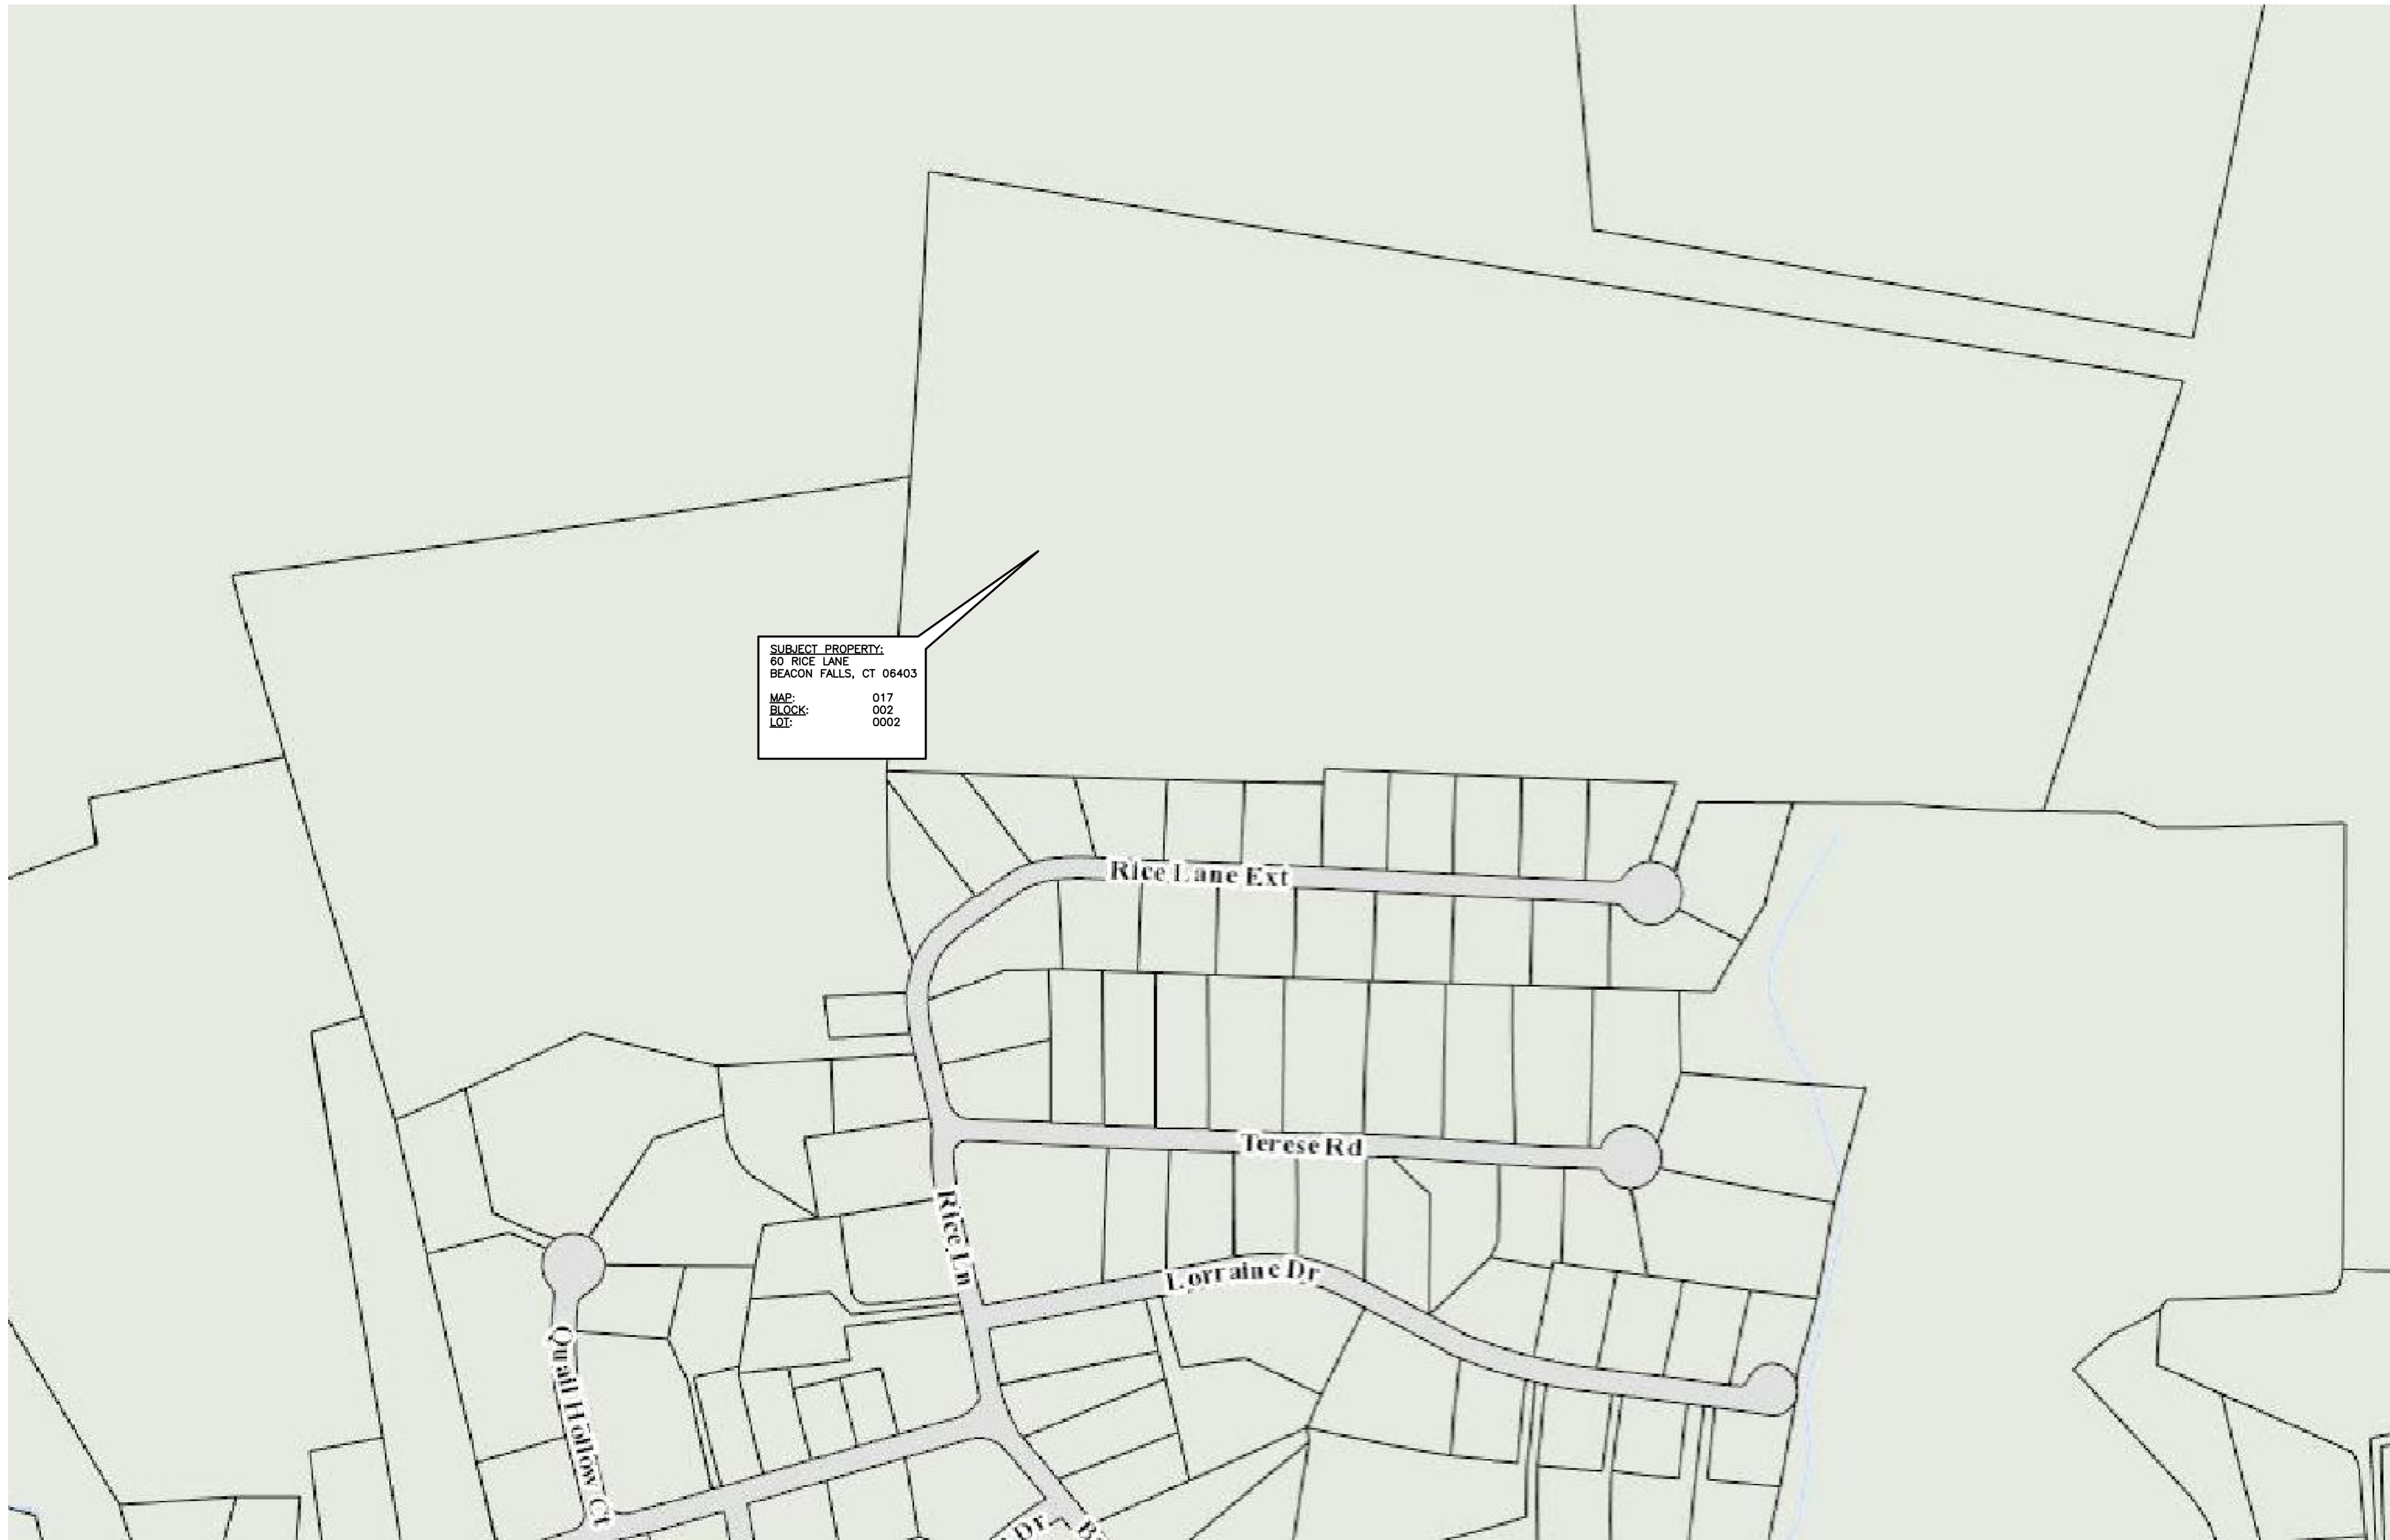 SUBJECT PROPERTY:
60 RICE LANE
BEACON FALLS, CT 06403
MAP: 017
BLOCK: 002
LOT: 0002
Rice Lane Ext
Terese Rd
Rice Ln
Lorraine Dr
Quail Hollow Ct
Dr